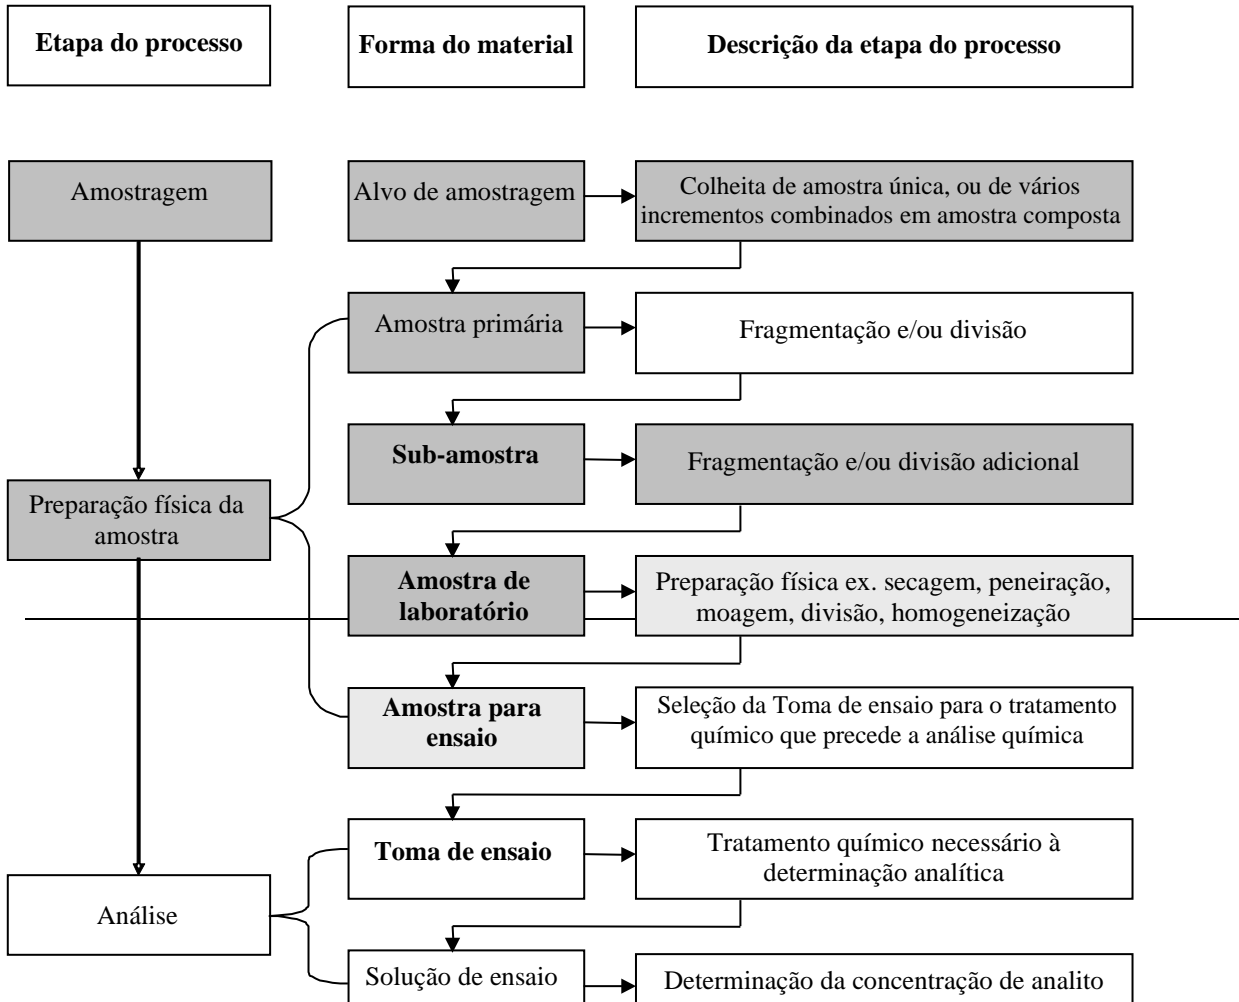 Etapa do processo
Forma do material
Descrição da etapa do processo
Amostragem
Alvo de amostragem
Colheita de amostra única, ou de vários
incrementos combinados em amostra composta
Amostra primária
Fragmentação e/ou divisão
Sub-amostra
Fragmentação e/ou divisão adicional
Preparação física da
amostra
Amostra de
laboratório
Preparação física ex. secagem, peneiração,
moagem, divisão, homogeneização
Amostra para
ensaio
Seleção da Toma de ensaio para o tratamento
químico que precede a análise química
Toma de ensaio
Tratamento químico necessário à
determinação analítica
Análise
Solução de ensaio
Determinação da concentração de analito